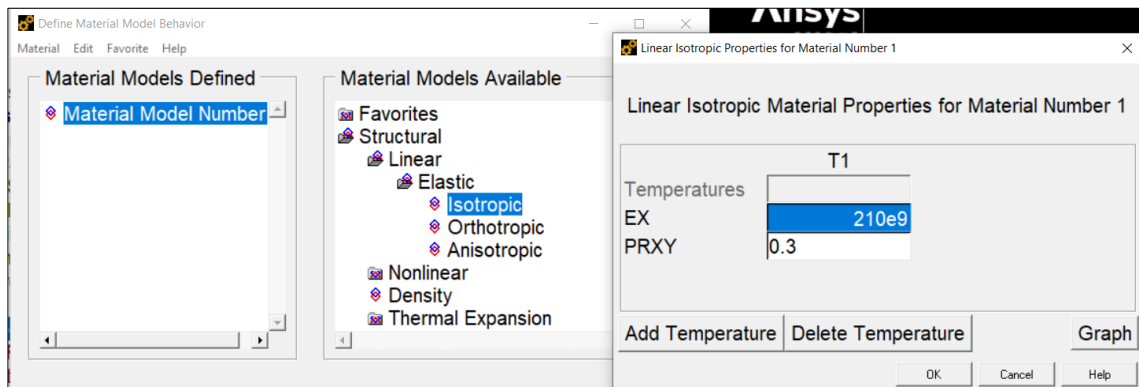 Define Material Model Behavior
Material Edit Favorite Help
Material Models Defined
Material Model Number
Material Models Available
Favorites
Structural
Linear
Elastic
Isotropic
Orthotropic
Anisotropic
Nonlinear
Density
Thermal Expansion
Ansys
Linear Isotropic Properties for Material Number 1
Linear Isotropic Material Properties for Material Number 1
T1
Temperatures
EX 210e9
PRXY 0.3
Add Temperature Delete Temperature Graph
OK Cancel Help